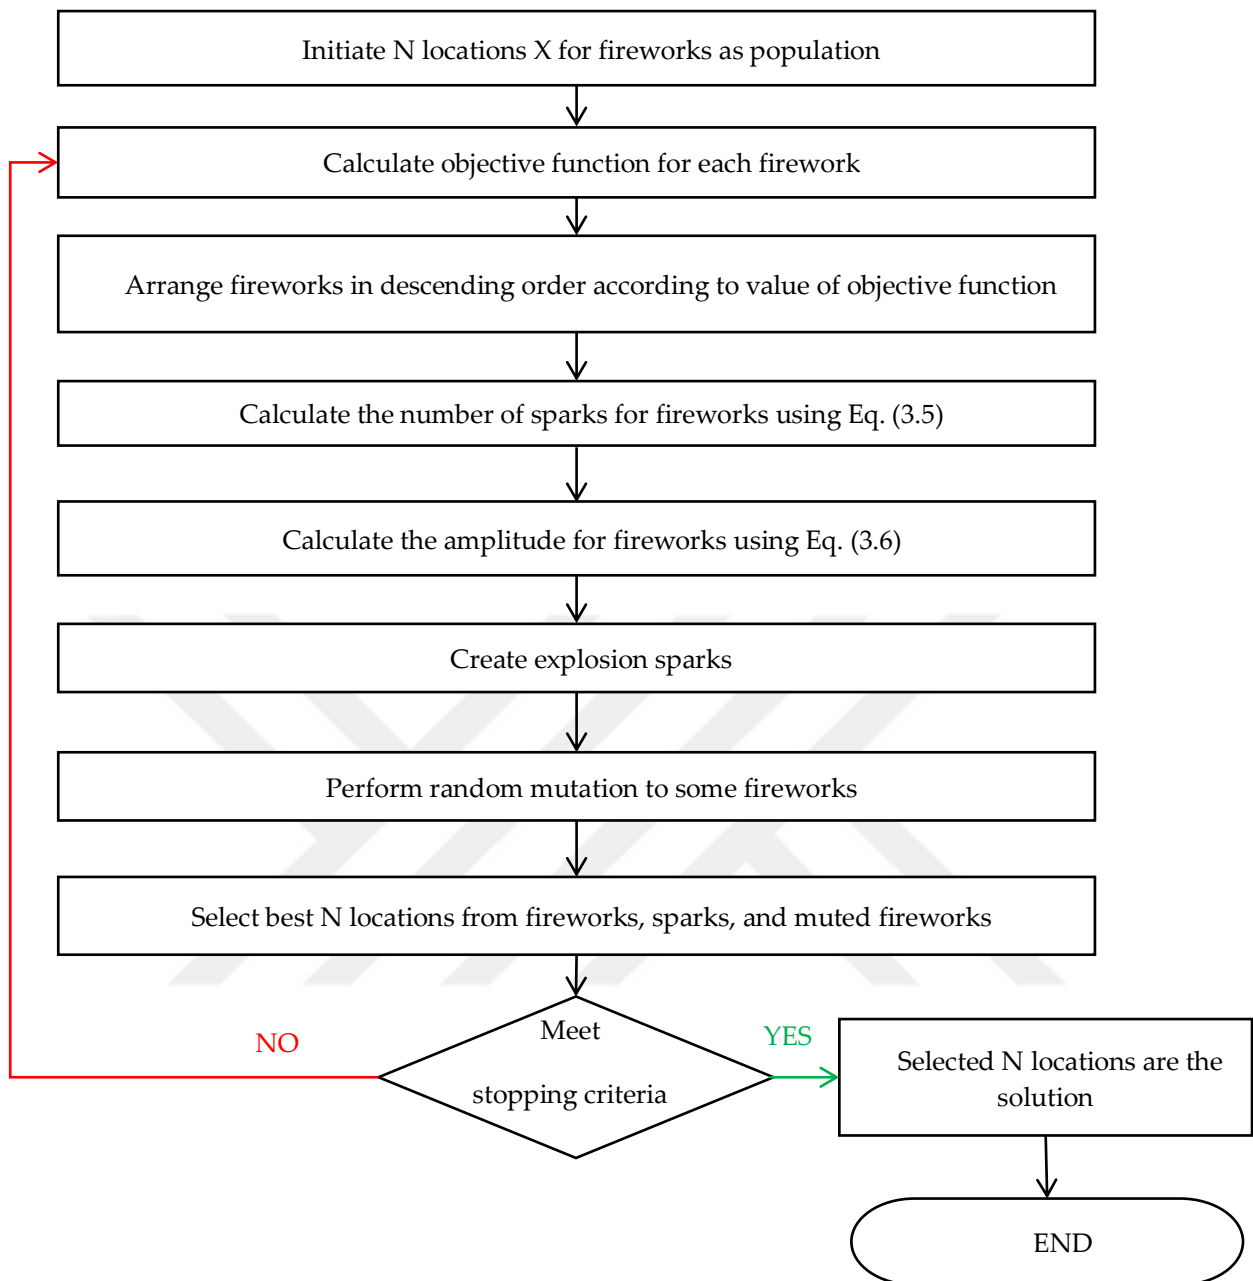 Initiate N locations X for fireworks as population
Calculate objective function for each firework
Arrange fireworks in descending order according to value of objective function
Calculate the number of sparks for fireworks using Eq. (3.5)
Calculate the amplitude for fireworks using Eq. (3.6)
Create explosion sparks
Perform random mutation to some fireworks
Select best N locations from fireworks, sparks, and muted fireworks
NO
Meet
stopping criteria
YES
Selected N locations are the
solution
END